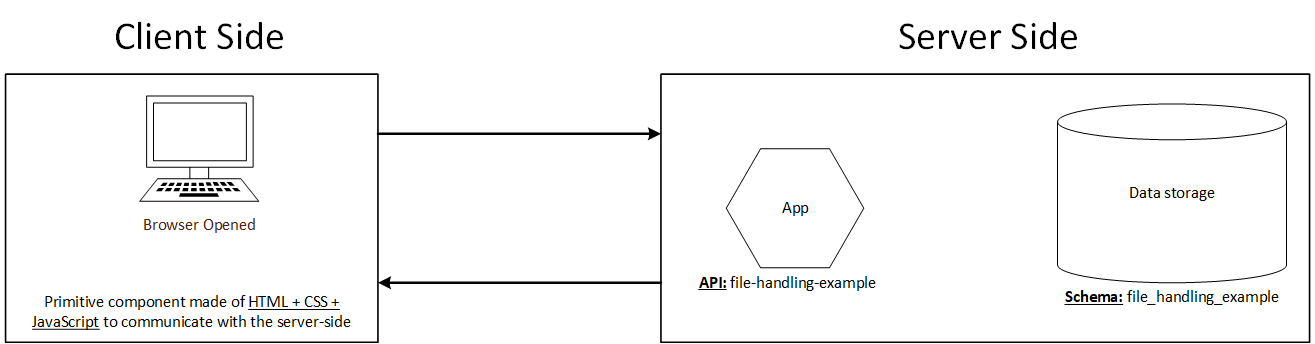 Client Side
Server Side
Browser Opened
Primitive component made of HTML + CSS +
JavaScript to communicate with the server-side
App
API: file-handling-example
Data storage
Schema: file_handling_example